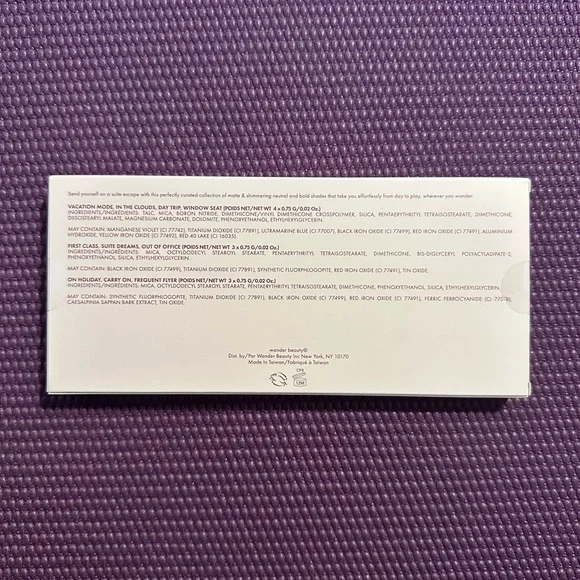 Send yourself on a suite escape with this perfectly curated collection of matte & shimmering neutral and bold shades that take you effortlessly from day to play, wherever you wander.
VACATION MODE, IN THE CLOUDS, DAY TRIP, WINDOW SEAT (POIDS NET/NET WT 4 x 0.75 G/0.02 Oz.)
INGREDIENTS/INGRÉDIENTS: TALC, MICA, BORON NITRIDE, DIMETHICONE/VINYL DIMETHICONE CROSSPOLYMER, SILICA, PENTAERYTHRITYL TETRAISOSTEARATE, DIMETHICONE,
DIISOSTEARYL MALATE, MAGNESIUM CARBONATE, DOLOMITE, PHENOXYETHANOL, ETHYLHEXYLGLYCERIN.
MAY CONTAIN: MANGANESE VIOLET (CI 77742), TITANIUM DIOXIDE (CI 77891), ULTRAMARINE BLUE (CI 77007), BLACK IRON OXIDE (CI 77499), RED IRON OXIDE (CI 77491), ALUMINUM
HYDROXIDE, YELLOW IRON OXIDE (CI 77492), RED 40 LAKE (CI 16035).
FIRST CLASS, SUITE DREAMS, OUT OF OFFICE (POIDS NET/NET WT 3 x 0.75 G/0.02 Oz.)
INGREDIENTS/INGRÉDIENTS: MICA, OCTYLDODECYL STEAROYL STEARATE, PENTAERYTHRITYL TETRAISOSTEARATE, DIMETHICONE, BIS-DIGLYCERYL POLYACYLADIPATE-2,
PHENOXYETHANOL, SILICA, ETHYLHEXYLGLYCERIN.
MAY CONTAIN: BLACK IRON OXIDE (CI 77499), TITANIUM DIOXIDE (CI 77891), SYNTHETIC FLUORPHLOGOPITE, RED IRON OXIDE (CI 77491), TIN OXIDE.
ON HOLIDAY, CARRY ON, FREQUENT FLYER (POIDS NET/NET WT 3 x 0.75 G/0.02 Oz.)
INGREDIENTS/INGRÉDIENTS: MICA, OCTYLDODECYL STEAROYL STEARATE, PENTAERYTHRITYL TETRAISOSTEARATE, DIMETHICONE, PHENOXYETHANOL, SILICA, ETHYLHEXYLGLYCERIN.
MAY CONTAIN: SYNTHETIC FLUORPHLOGOPITE, TITANIUM DIOXIDE (CI 77891), BLACK IRON OXIDE (CI 77499), RED IRON OXIDE (CI 77491), FERRIC FERROCYANIDE (CI 77510),
CAESALPINIA SAPPAN BARK EXTRACT, TIN OXIDE.
wander beauty®
Dist. by/Par Wander Beauty Inc New York, NY 10170
Made In Taiwan/Fabriqué à Taiwan
CPB
12M